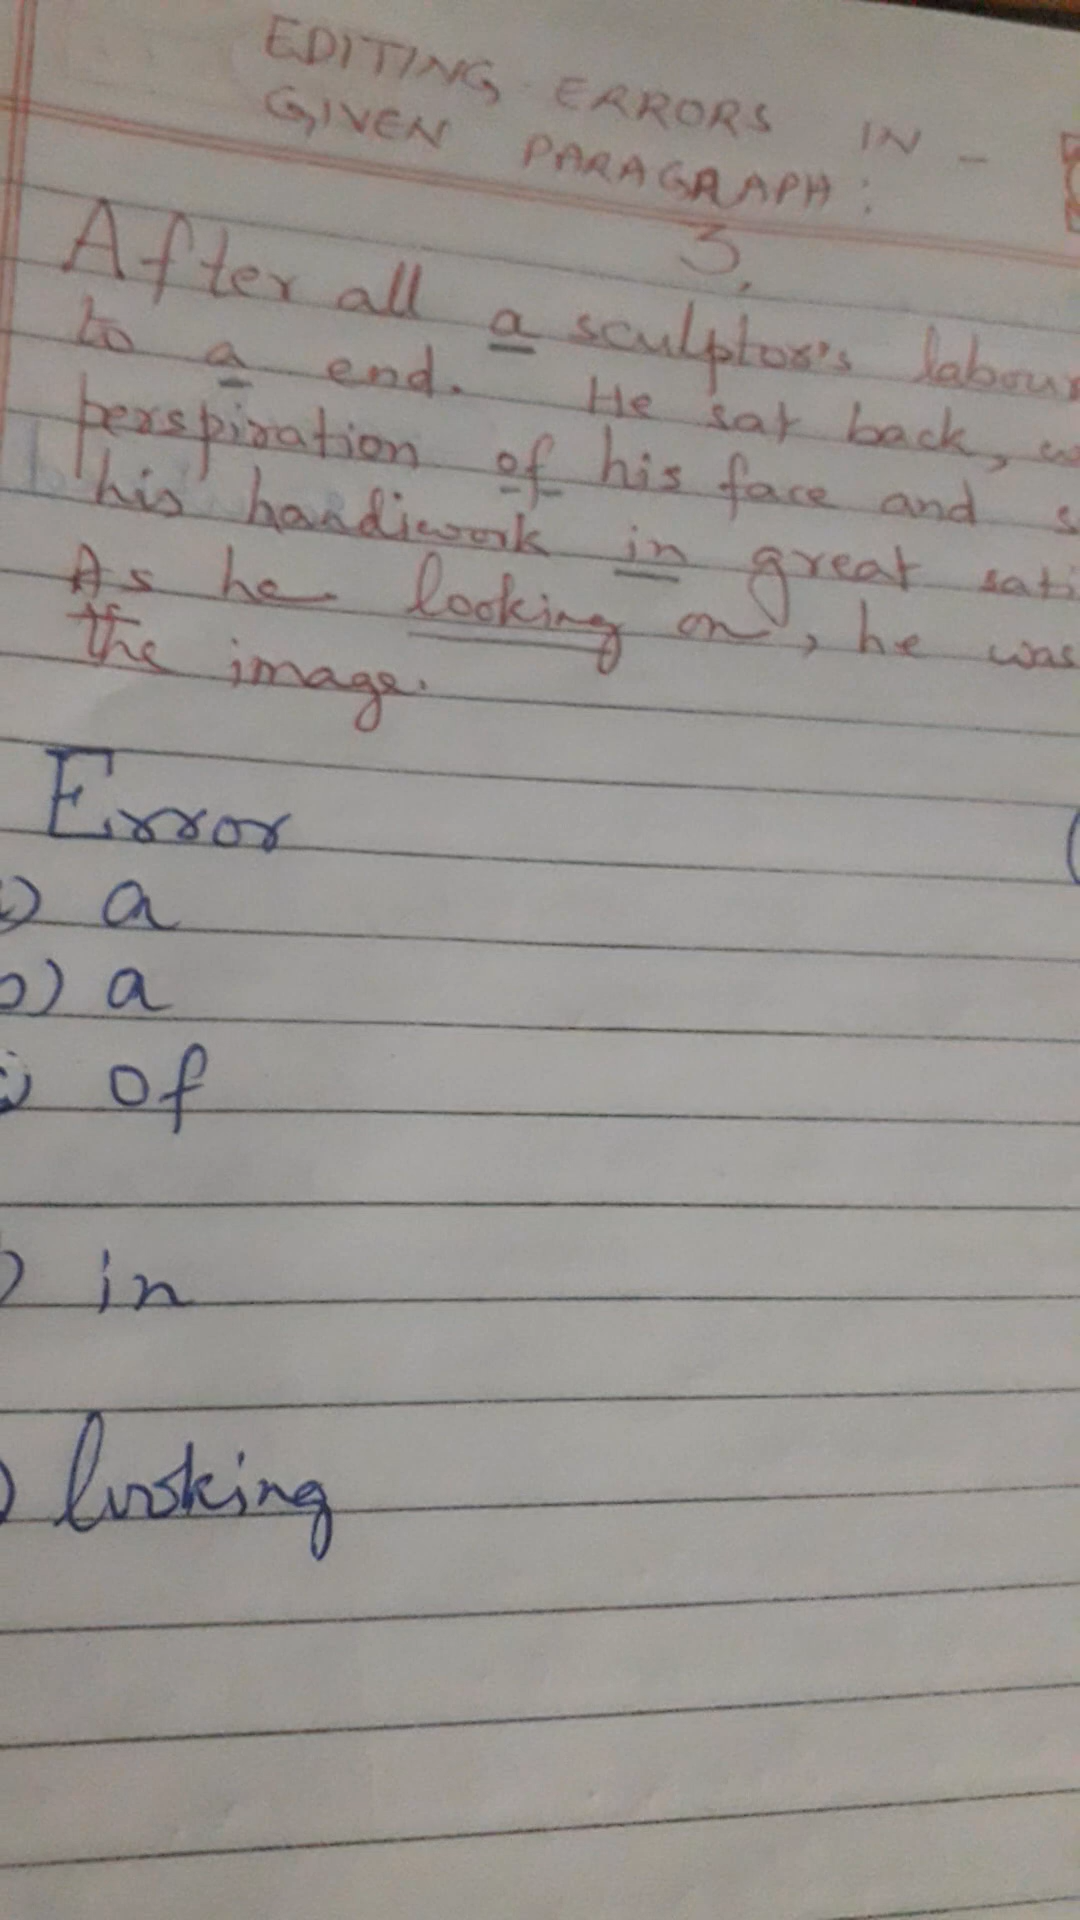 EDITING ERRORS IN -
GIVEN PARAGRAPH:
3.
After all a sculptor's labour
to a end. He sat back,
perspiration of his face and
his handiwork in great
As he looking on, he was
the image.
Error
a
a
of
in
looking